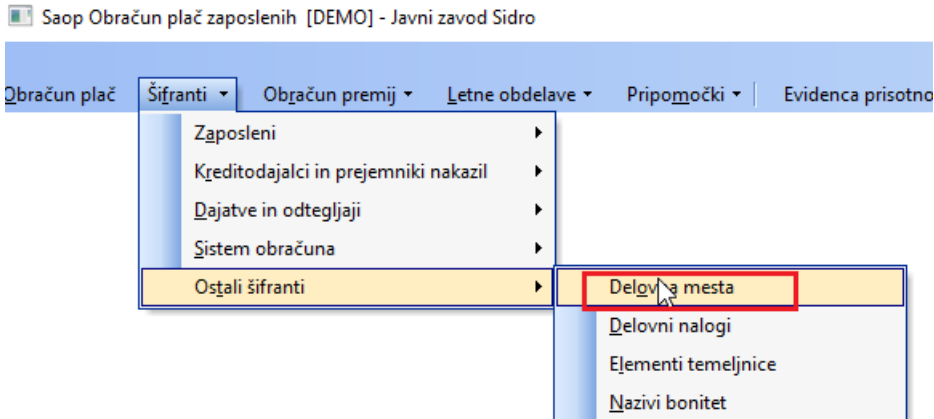 Saop Obračun plač zaposlenih [DEMO] - Javni zavod Sidro
Obračun plač Šifranti Obračun premij Letne obdelave Pripomočki Evidenca prisotno
Zaposleni
Kreditodajalci in prejemniki nakazil
Dajatve in odtegljaji
Sistem obračuna
Ostali šifranti
Delovna mesta
Delovni nalogi
Elementi temeljnice
Nazivi bonitet